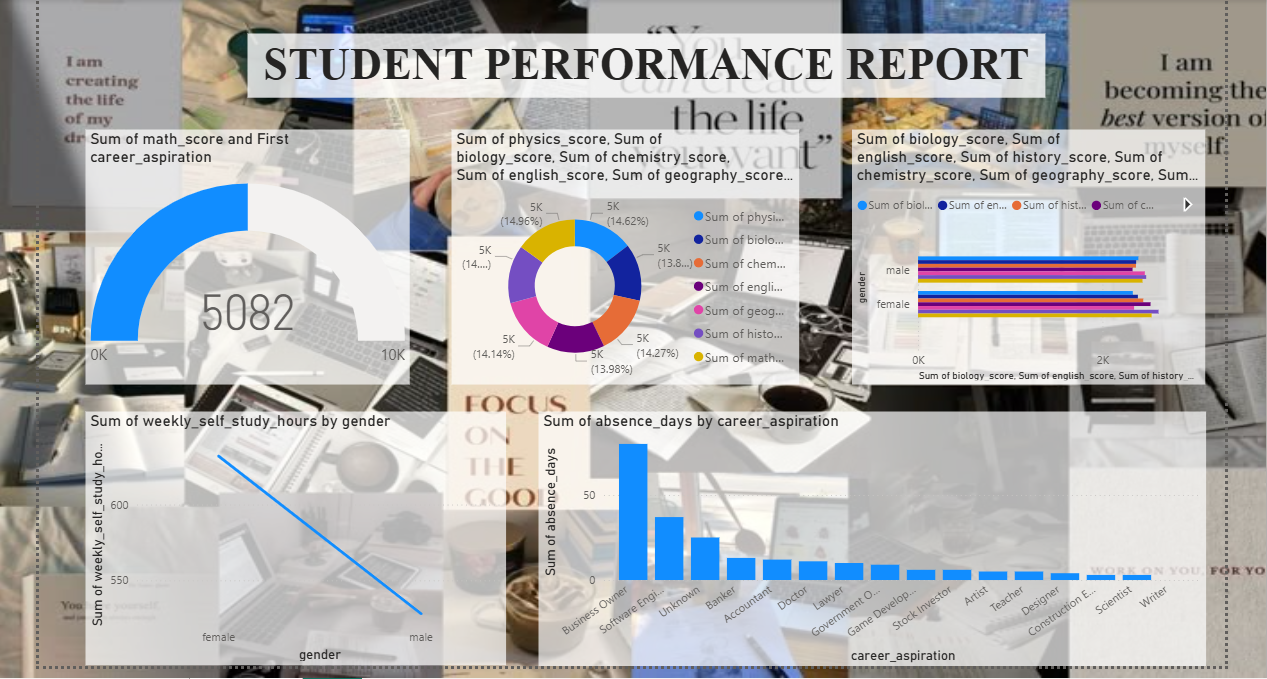 STUDENT PERFORMANCE REPORT
I am
creating
the life
of my
dr
“You
can create
the life
you want”
I am
becoming the
best version of
myself.
Sum of math_score and First
career_aspiration
5082
0K
10K
Sum of physics_score, Sum of
biology_score, Sum of chemistry_score,
Sum of english_score, Sum of geography_score...
5K
(14.96%)
5K
(14.62%)
5K
(14....)
5K
(13.8...)
5K
(14.14%)
5K
(13.98%)
5K
(14.27%)
Sum of physi...
Sum of biolo...
Sum of chem...
Sum of engli...
Sum of geog...
Sum of histo...
Sum of math...
Sum of biology_score, Sum of
english_score, Sum of history_score, Sum of
chemistry_score, Sum of geography_score, Sum...
Sum of biol... Sum of en... Sum of hist... Sum of c...
gender
male
female
0K 2K
Sum of biology_score, Sum of english_score, Sum of history_...
Sum of weekly_self_study_hours by gender
Sum of weekly_self_study_ho...
600
550
female male
gender
FOCUS
ON
THE
GOOD
Sum of absence_days by career_aspiration
Sum of absence_days
50
0
Business Owner
Software Engi...
Unknown
Banker
Accountant
Doctor
Lawyer
Government O...
Game Develop...
Stock Investor
Artist
Teacher
Designer
Construction E...
Scientist
Writer
career_aspiration
WORK ON YOU, FOR YO